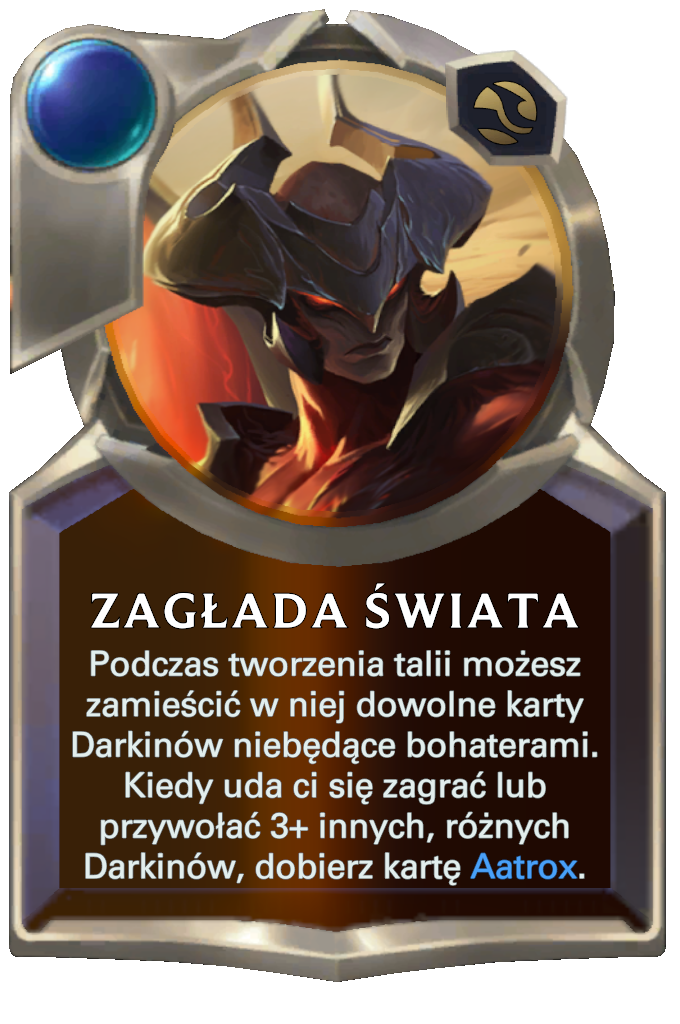 ZAGŁADA ŚWIATA
Podczas tworzenia talii możesz
zamieścić w niej dowolne karty
Darkinów niebędące bohaterami.
Kiedy uda ci się zagrać lub
przywołać 3+ innych, różnych
Darkinów, dobierz kartę Aatrox.